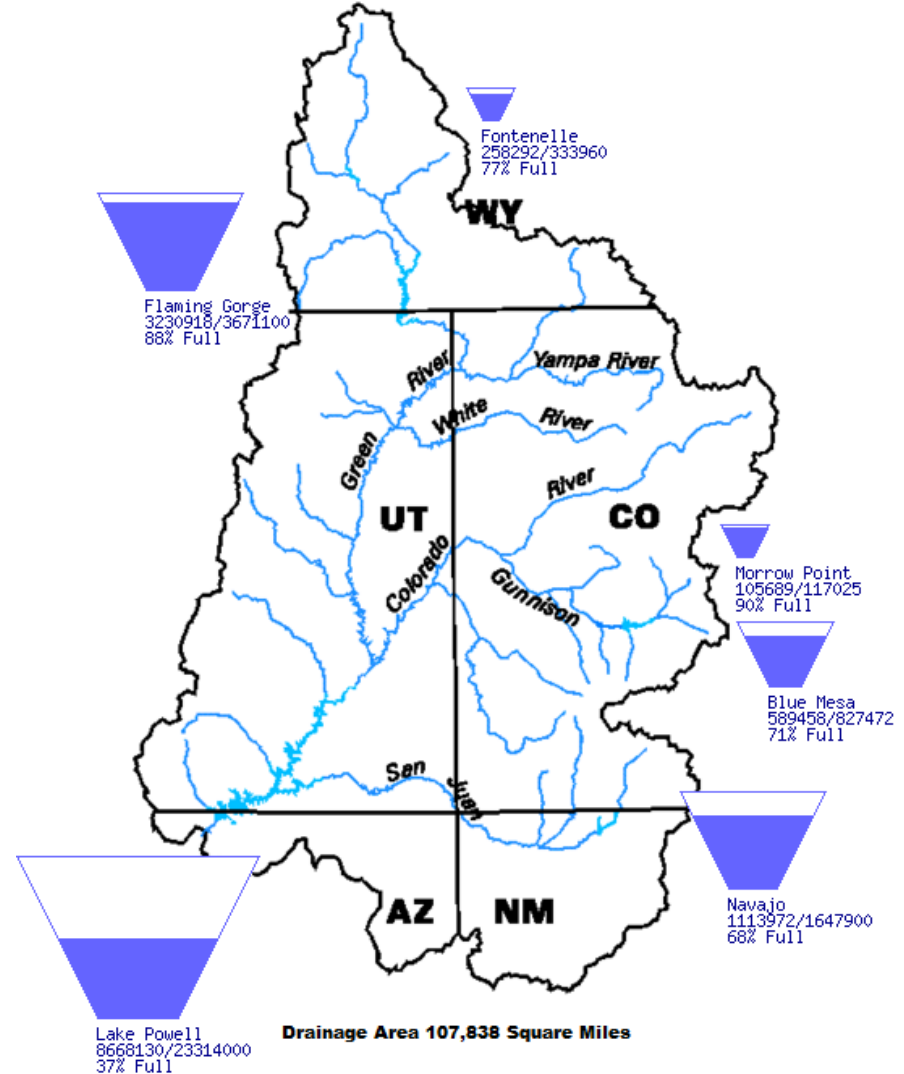 Fontenelle
258292/333960
77% Full
WY
Flaming Gorge
3230918/3671100
88% Full
River
Yampa River
White
River
Green
River
UT
CO
Colorado
Gunnison
Morrow Point
105689/117025
90% Full
Blue Mesa
589458/827472
71% Full
San
Juan
AZ
NM
Navajo
1113972/1647900
68% Full
Lake Powell
8668130/23314000
37% Full
Drainage Area 107,838 Square Miles